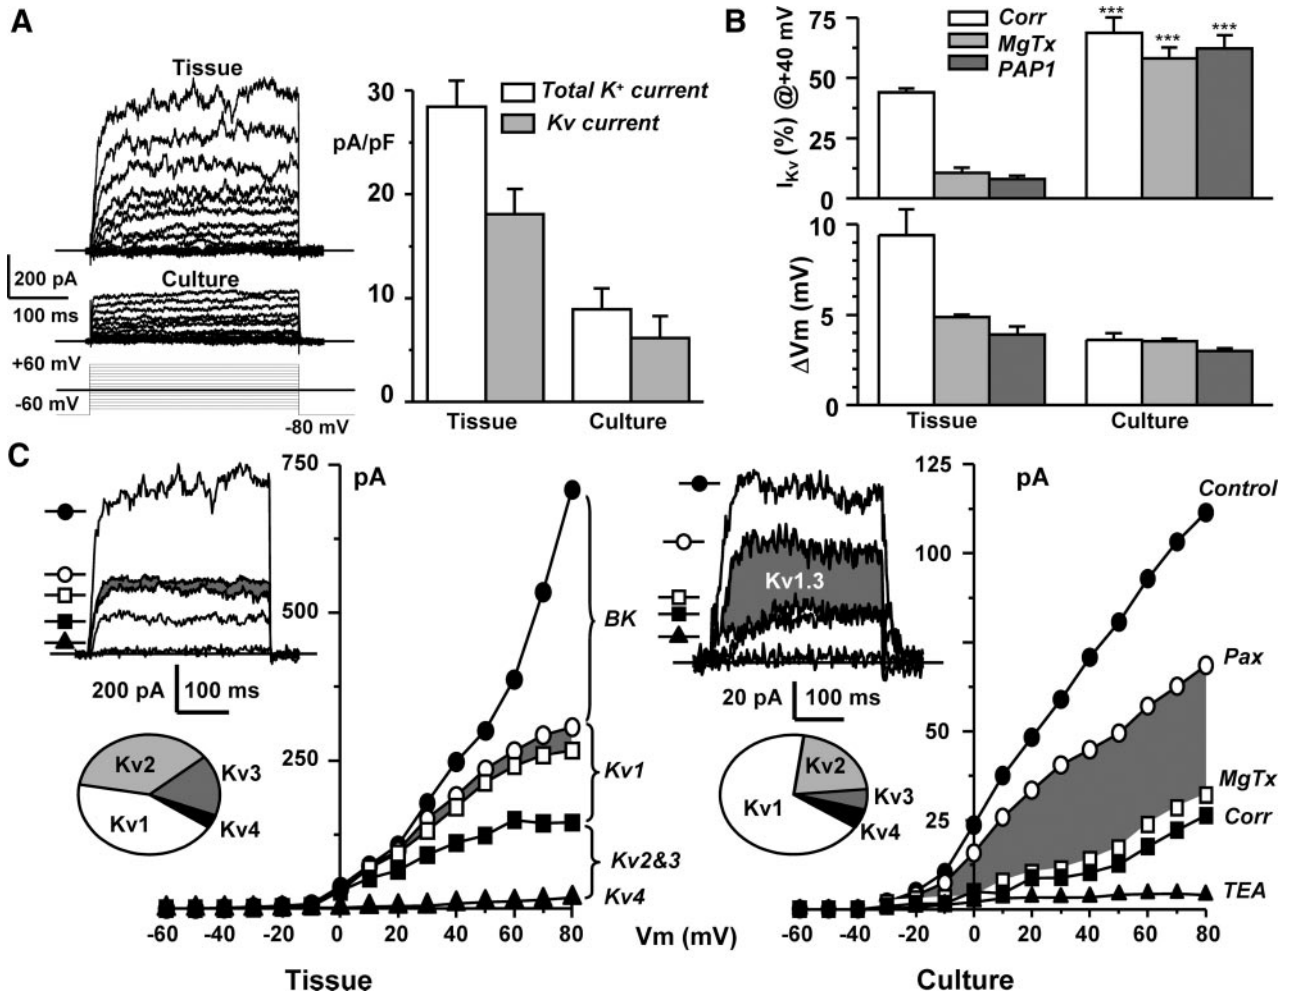 A
Tissue
200 pA
Culture
100 ms
+60 mV
-60 mV
-80 mV
30
pA/pF
20
10
0
Total K+ current
Kv current
Tissue
Culture
B
IKv (%) @+40 mV
75
50
25
0
Corr
MgTx
PAP1
***
***
***
ΔVm (mV)
10
5
0
Tissue
Culture
C
750
pA
500
250
BK
Kv1
Kv2&3
Kv4
200 pA
100 ms
Kv2
Kv3
Kv1
Kv4
-60
-40
-20
0
20
40
60
80
Vm (mV)
Tissue
Kv1.3
20 pA
100 ms
Kv2
Kv3
Kv1
Kv4
125
pA
100
50
25
Control
Pax
MgTx
Corr
TEA
-60
-40
-20
0
20
40
60
80
Culture